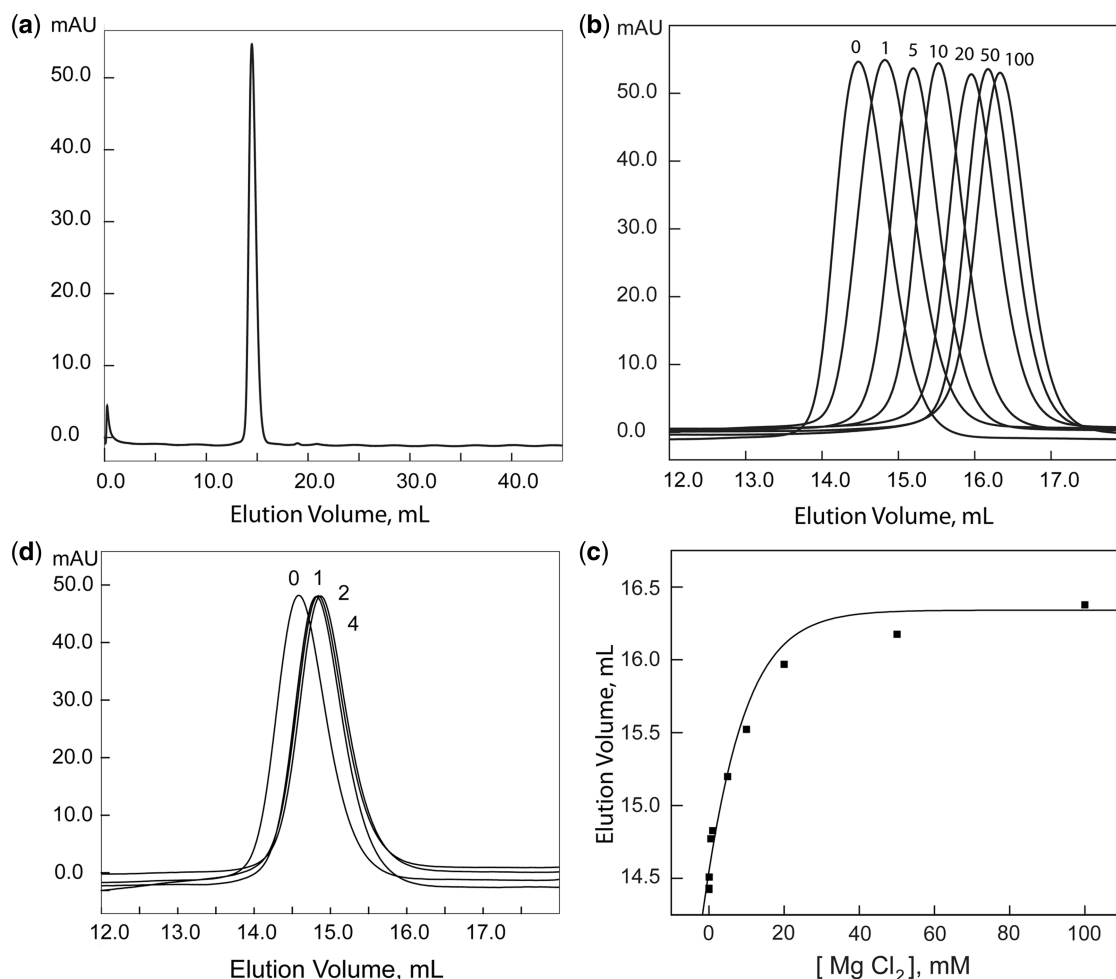 (a)
mAU
50.0
40.0
30.0
20.0
10.0
0.0
0.0 10.0 20.0 30.0 40.0
Elution Volume, mL
(b)
mAU
0 1 5 10 20 50 100
50.0
40.0
30.0
20.0
10.0
0.0
12.0 13.0 14.0 15.0 16.0 17.0
Elution Volume, mL
(d)
mAU
0 1
2
4
50.0
40.0
30.0
20.0
10.0
0.0
12.0 13.0 14.0 15.0 16.0 17.0
Elution Volume, mL
(c)
Elution Volume, mL
16.5
16.0
15.5
15.0
14.5
0 20 40 60 80 100
[ Mg Cl2], mM